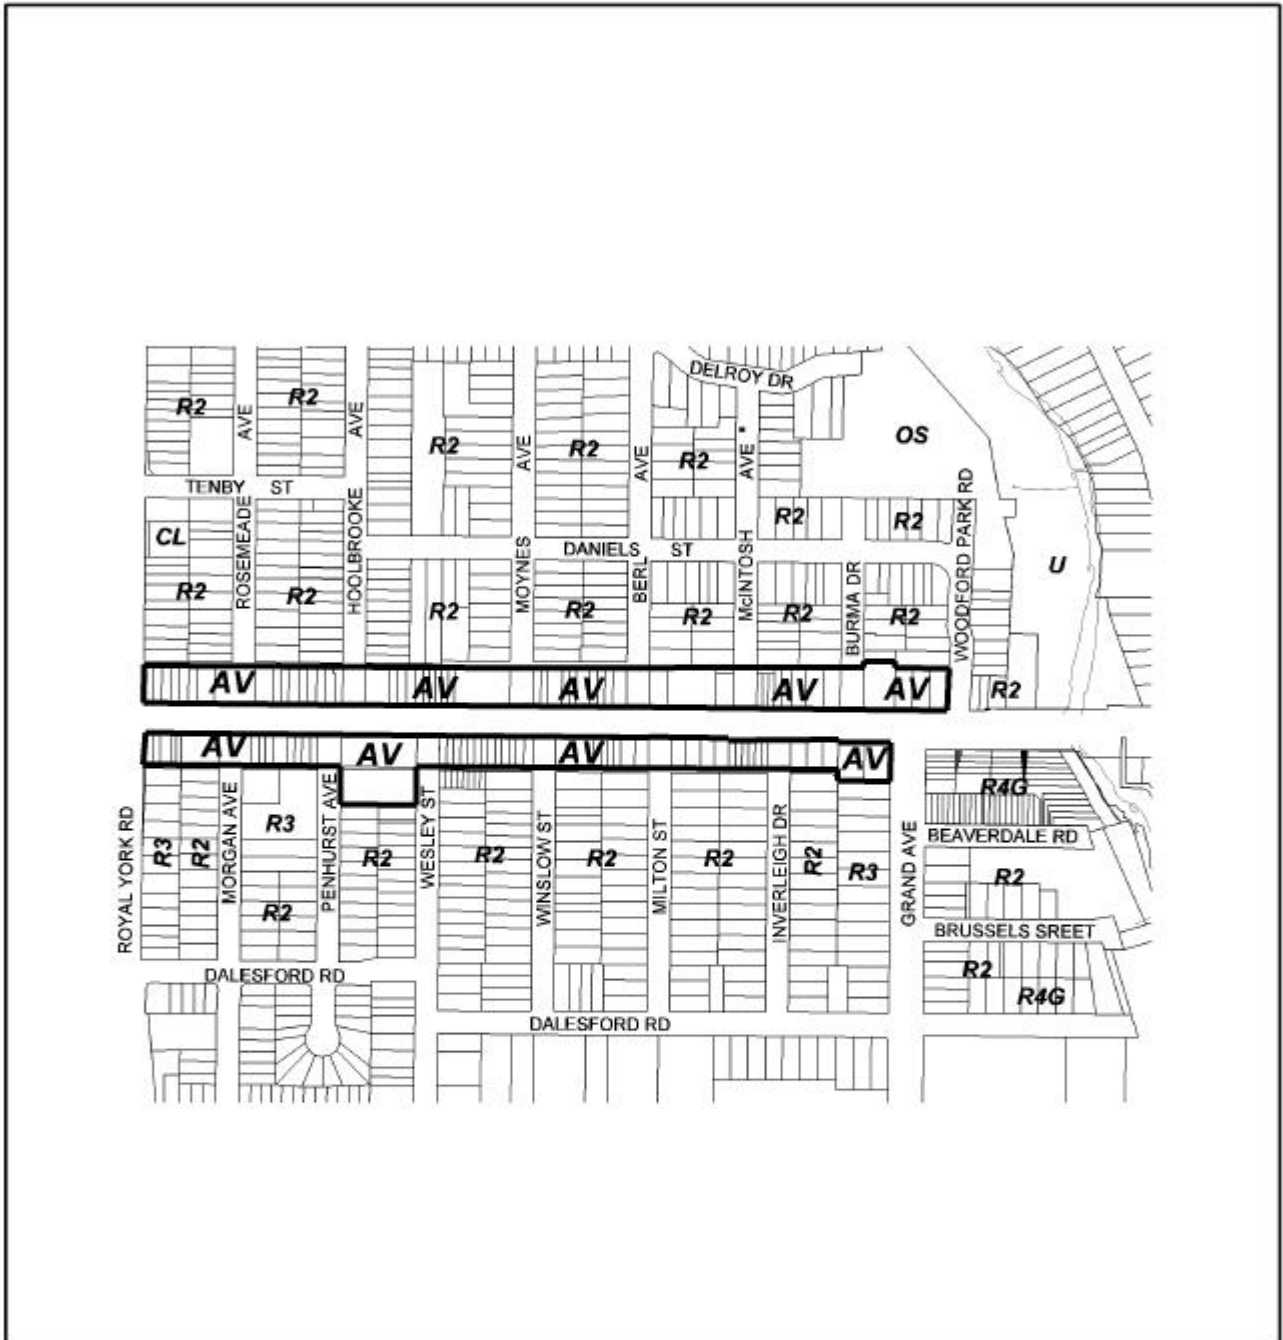 DELROY DR
R2
AVE
R2
AVE
R2
AVE
R2
AVE
R2
AVE
OS
TENBY ST
CL
ROSEMEADE
HOOLBROOKE
R2
R2
R2
MOYNES
DANIELS ST
R2
BERL
R2
McINTOSH
R2
R2
R2
BURMA DR
R2
WOODFORD PARK RD
U
R2
AV
AV
AV
AV
AV
AV
AV
AV
AV
ROYAL YORK RD
R3
R2
MORGAN AVE
R3
R2
PENHURST AVE
R2
WESLEY ST
R2
WINSLOW ST
R2
MILTON ST
R2
INVERLEIGH DR
R2
R3
GRAND AVE
R4G
BEAVERDALE RD
R2
BRUSSELS SREET
R2
R4G
DALESFORD RD
DALESFORD RD